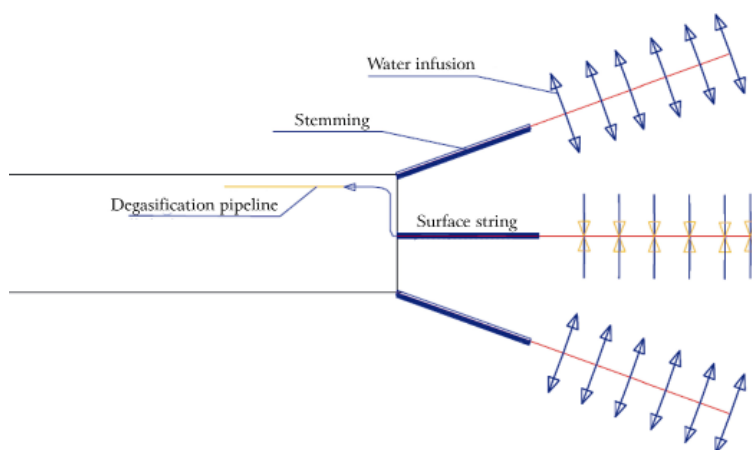 Water infusion
Stemming
Degasification pipeline
Surface string